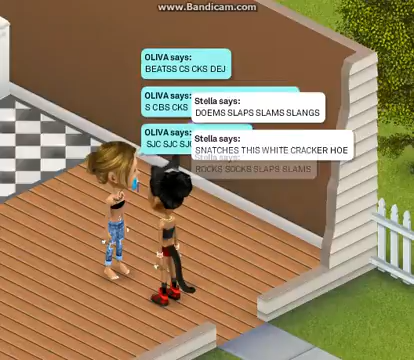 www.Bandicam.com
OLIVA says:
BEATSS CS CKS DEJ
OLIVA says:
S CBS CKS
Stella says:
DOEMS SLAPS SLAMS SLANGS
OLIVA says:
SJC SJC SJ
Stella says:
SNATCHES THIS WHITE CRACKER HOE
Stella says:
ROCKS SOCKS SLAPS SLAMS